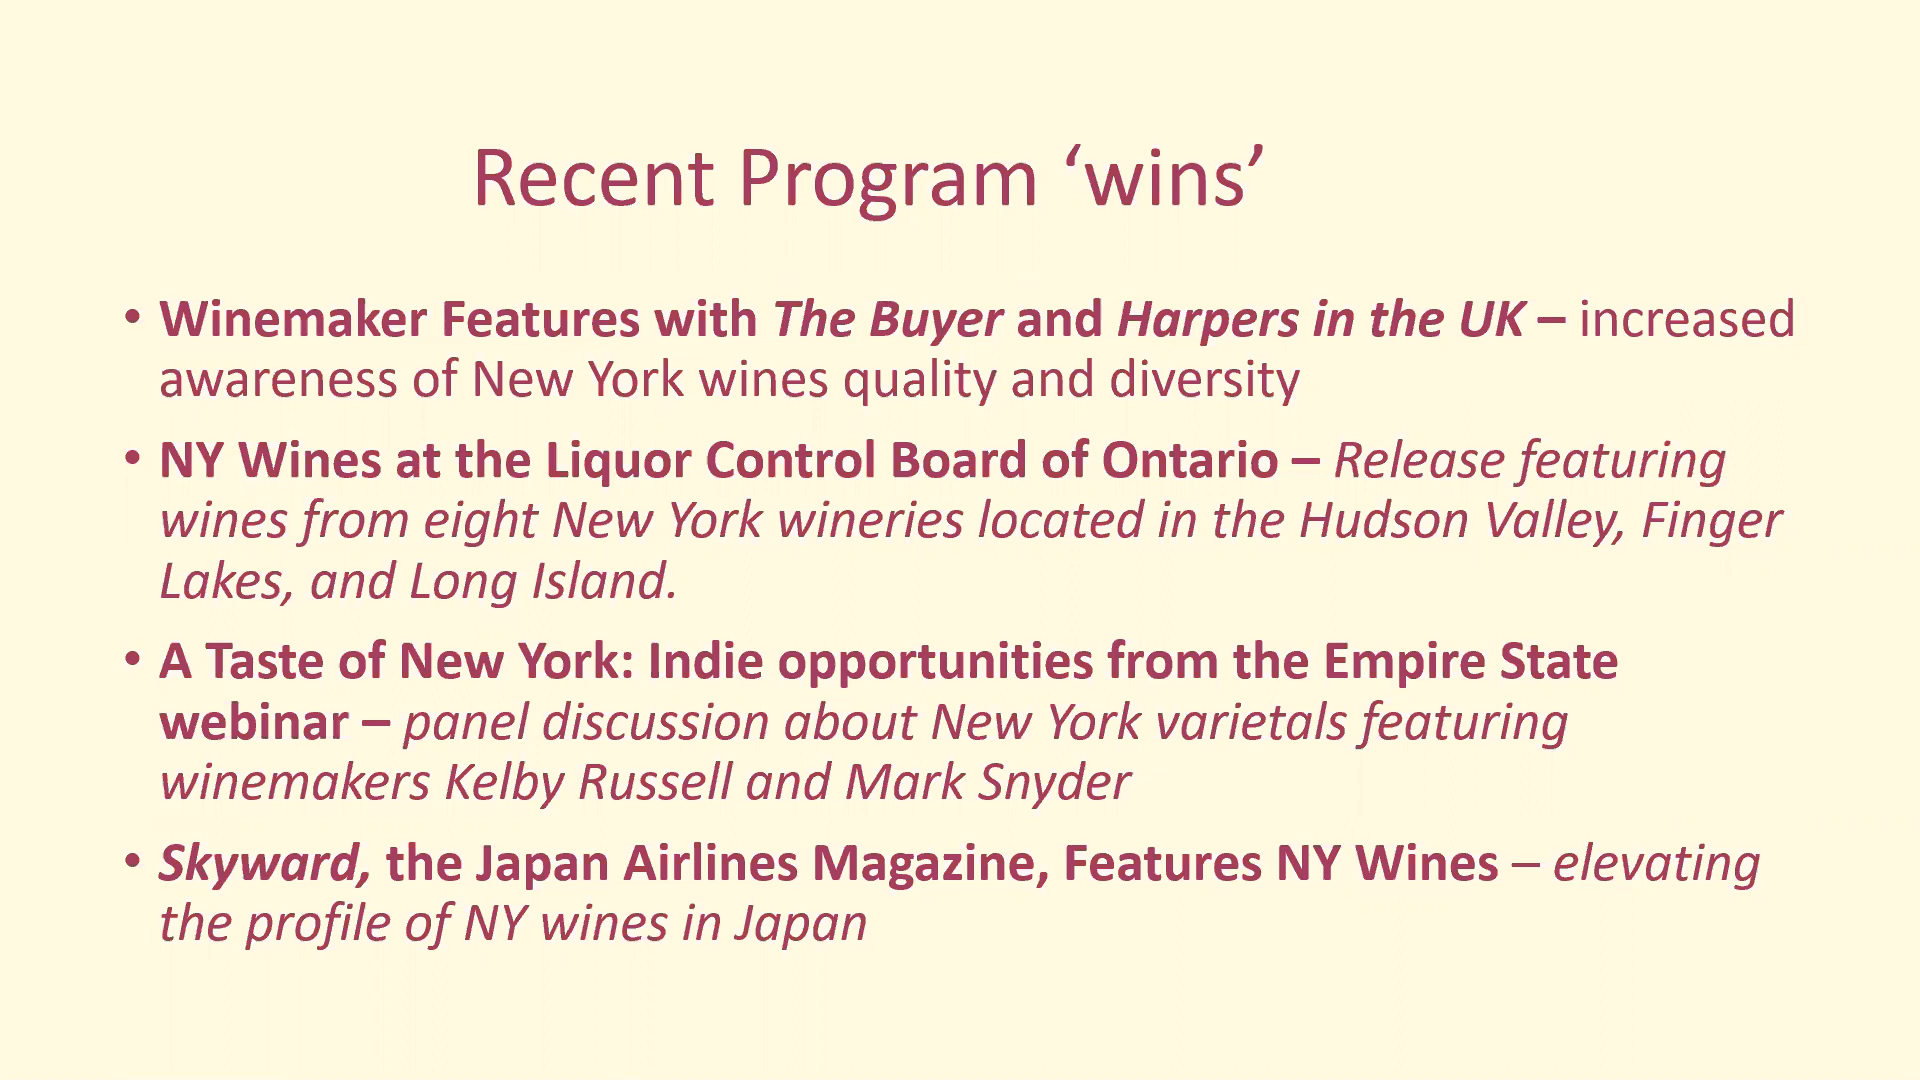 Recent Program ‘wins’
• Winemaker Features with The Buyer and Harpers in the UK – increased
awareness of New York wines quality and diversity
• NY Wines at the Liquor Control Board of Ontario – Release featuring
wines from eight New York wineries located in the Hudson Valley, Finger
Lakes, and Long Island.
• A Taste of New York: Indie opportunities from the Empire State
webinar – panel discussion about New York varietals featuring
winemakers Kelby Russell and Mark Snyder
• Skyward, the Japan Airlines Magazine, Features NY Wines – elevating
the profile of NY wines in Japan